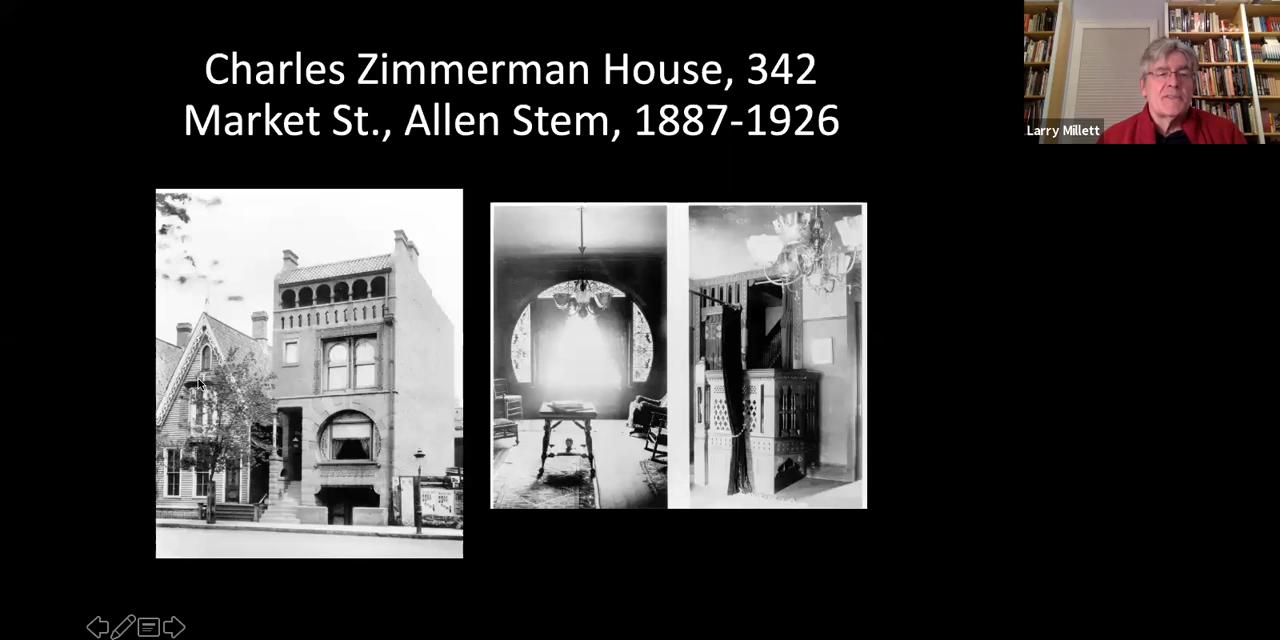 Charles Zimmerman House, 342
Market St., Allen Stem, 1887-1926
Larry Millett